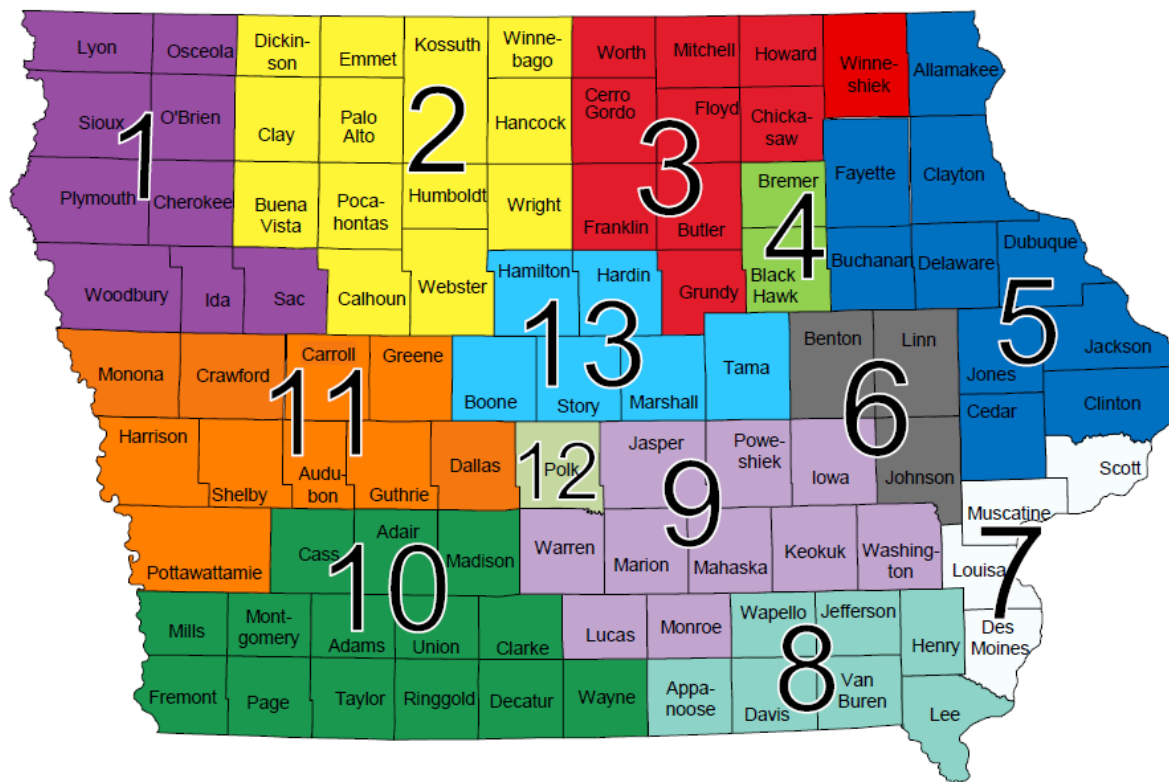 Lyon
Osceola
Dickin-
son
Emmet
Kossuth
Winne-
bago
Worth
Mitchell
Howard
Winne-
shiek
Allamakee
Sioux
O'Brien
Clay
Palo
Alto
Hancock
Cerro
Gordo
Floyd
Chicka-
saw
1
2
3
Plymouth
Cherokee
Buena
Vista
Poca-
hontas
Humboldt
Wright
Franklin
Butler
Bremer
Fayette
Clayton
4
Woodbury
Ida
Sac
Calhoun
Webster
Hamilton
Hardin
Grundy
Black
Hawk
Buchanan
Delaware
Dubuque
5
13
Monona
Crawford
Carroll
Greene
Boone
Story
Marshall
Tama
Benton
Linn
Jones
Jackson
11
6
Cedar
Clinton
Harrison
Shelby
Audu-
bon
Guthrie
Dallas
Polk
12
Jasper
Powe-
shiek
Iowa
Johnson
Scott
Muscatine
9
7
Pottawattamie
Cass
Adair
Madison
Warren
Marion
Mahaska
Keokuk
Washing-
ton
Louisa
10
Mills
Mont-
gomery
Adams
Union
Clarke
Lucas
Monroe
Wapello
Jefferson
Henry
Des
Moines
8
Fremont
Page
Taylor
Ringgold
Decatur
Wayne
Appa-
noose
Davis
Van
Buren
Lee